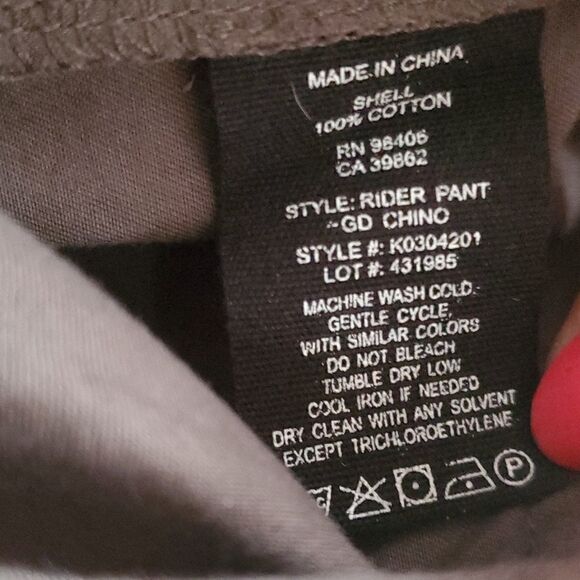 MADE IN CHINA
SHELL
100% COTTON
RN 98406
CA 39862
STYLE: RIDER PANT
-GD CHINO
STYLE #: K0304201
LOT #: 431985
MACHINE WASH COLD.
GENTLE CYCLE,
WITH SIMILAR COLORS
DO NOT BLEACH
TUMBLE DRY LOW
COOL IRON IF NEEDED
DRY CLEAN WITH ANY SOLVENT
EXCEPT TRICHLOROETHYLENE
P